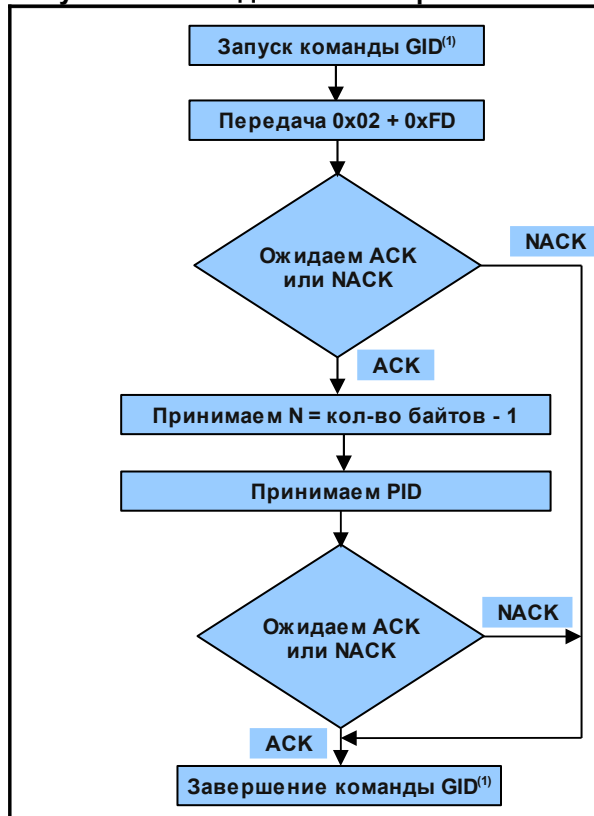 Запуск команды GID(1)
Передача 0x02 + 0xFD
Ожидаем ACK
или NACK
NACK
ACK
Принимаем N = кол-во байтов - 1
Принимаем PID
Ожидаем ACK
или NACK
NACK
ACK
Завершение команды GID(1)